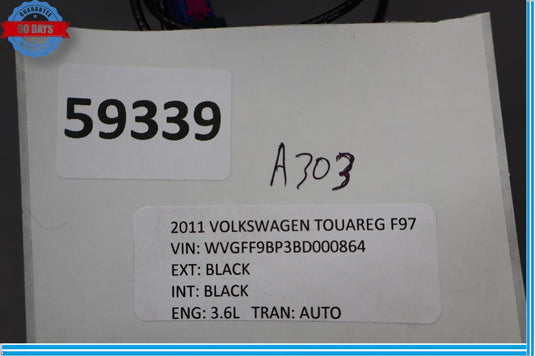 GUARANTEE
90 DAYS
59339
A303
2011 VOLKSWAGEN TOUAREG F97
VIN: WVGFF9BP3BD000864
EXT: BLACK
INT: BLACK
ENG: 3.6L TRAN: AUTO